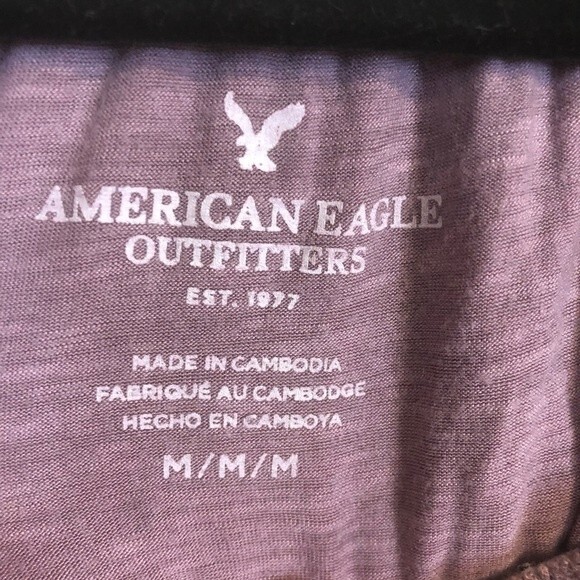 AMERICAN EAGLE
OUTFITTERS
EST. 1977
MADE IN CAMBODIA
FABRIQUÉ AU CAMBODGE
HECHO EN CAMBOYA
M/M/M